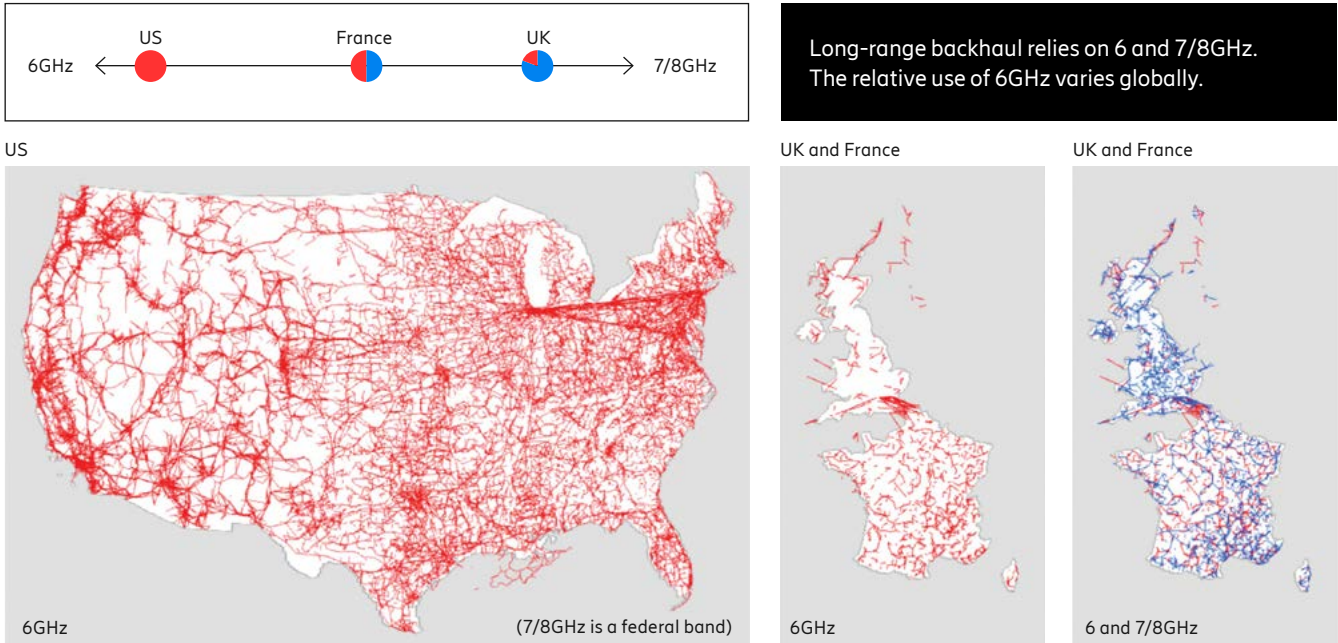 US
France
UK
6GHz
7/8GHz
Long-range backhaul relies on 6 and 7/8GHz.
The relative use of 6GHz varies globally.
US
UK and France
UK and France
6GHz
(7/8GHz is a federal band)
6GHz
6 and 7/8GHz